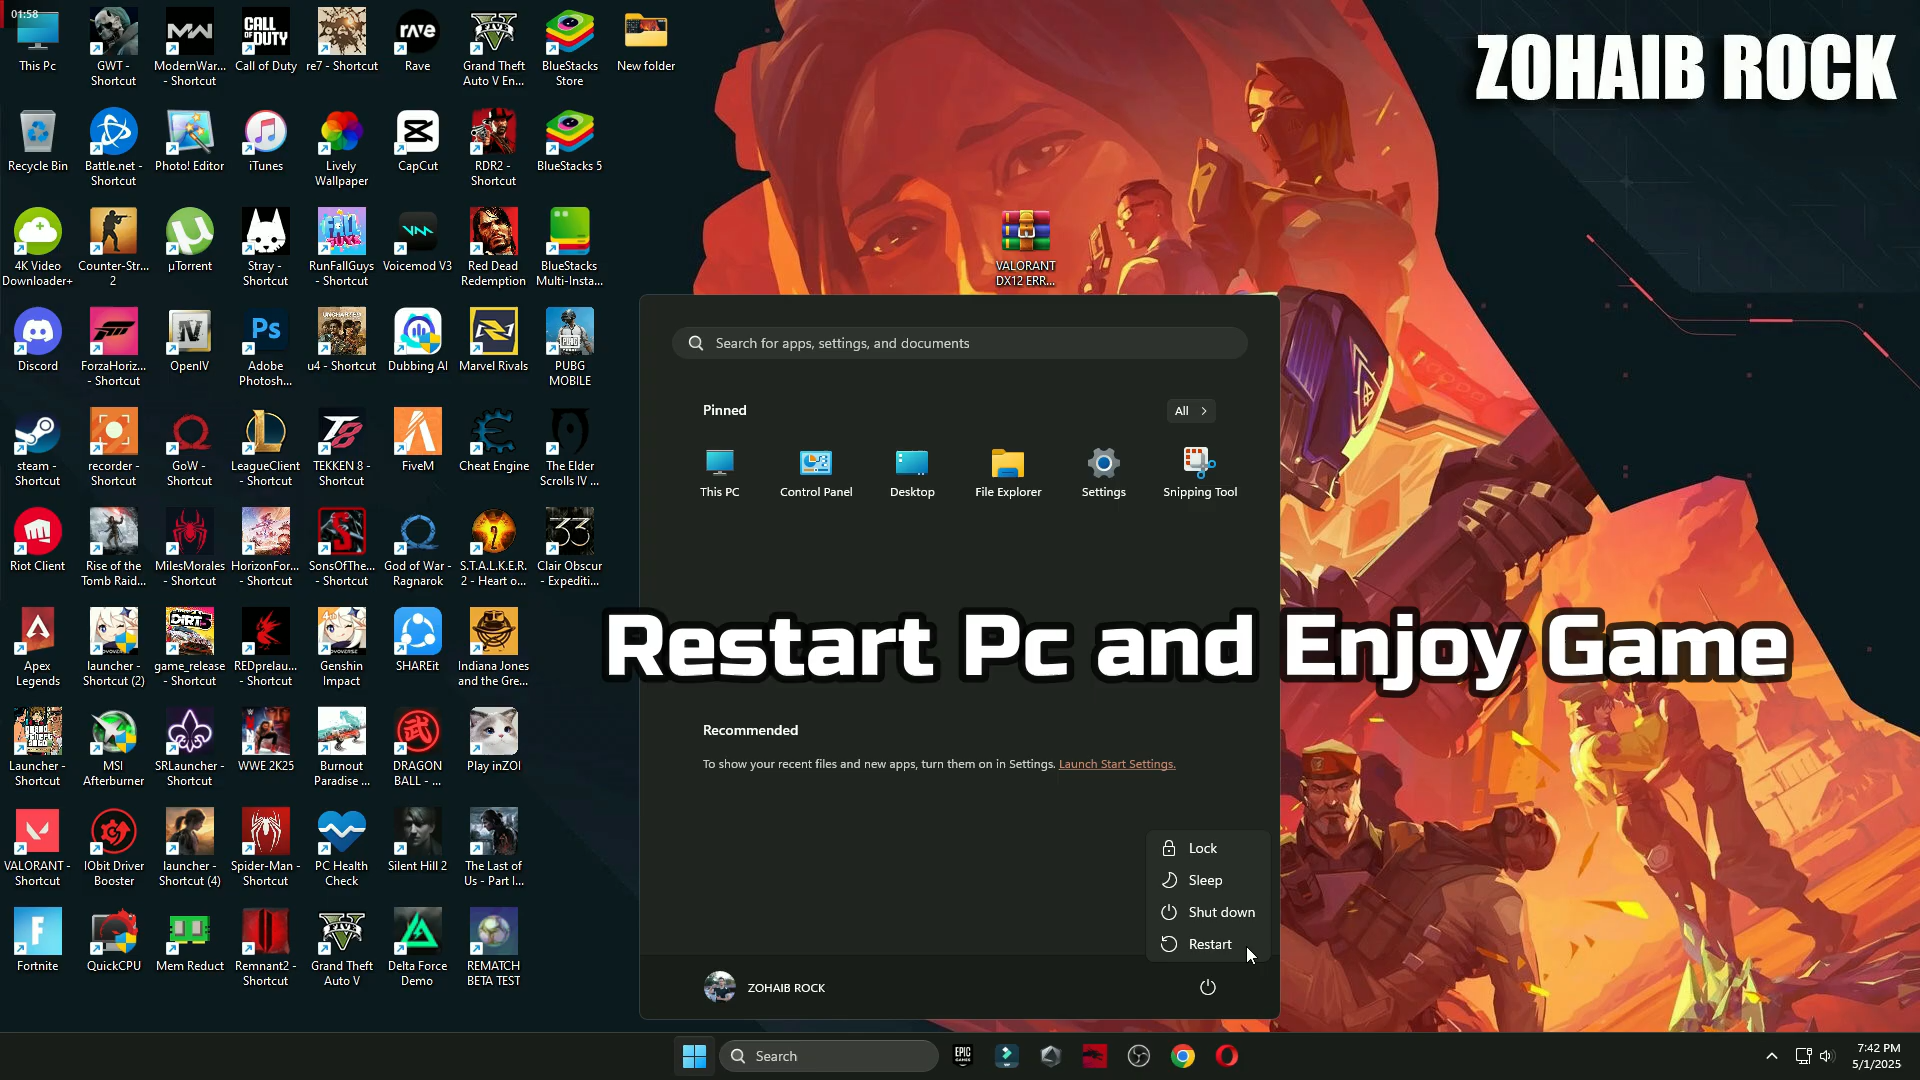 01:58
ZOHAIB ROCK
This Pc
GWT -
Shortcut
ModernWar...
- Shortcut
CALL OF DUTY
Call of Duty
re7 - Shortcut
rave
Rave
Grand Theft
Auto V En...
BlueStacks
Store
New folder
Recycle Bin
Battle.net -
Shortcut
Photo! Editor
iTunes
Lively
Wallpaper
CapCut
RDR2 -
Shortcut
BlueStacks 5
4K Video
Downloader+
Counter-Str...
2
µTorrent
Stray -
Shortcut
RunFallGuys
- Shortcut
Voicemod V3
Red Dead
Redemption
BlueStacks
Multi-Insta...
VALORANT
DX12 ERR...
Discord
ForzaHoriz...
- Shortcut
OpenIV
Ps
Adobe
Photosh...
u4 - Shortcut
Dubbing AI
Marvel Rivals
PUBG
MOBILE
Search for apps, settings, and documents
Pinned
All
This PC
Control Panel
Desktop
File Explorer
Settings
Snipping Tool
steam -
Shortcut
recorder -
Shortcut
GoW -
Shortcut
LeagueClient
- Shortcut
TEKKEN 8 -
Shortcut
FiveM
Cheat Engine
The Elder
Scrolls IV ...
Riot Client
Rise of the
Tomb Raid...
MilesMorales
- Shortcut
HorizonFor...
- Shortcut
SonsOfThe...
- Shortcut
God of War -
Ragnarok
S.T.A.L.K.E.R.
2 - Heart o...
33
Clair Obscur
- Expediti...
Restart Pc and Enjoy Game
Apex
Legends
launcher -
Shortcut (2)
game_release
- Shortcut
REDprelau...
- Shortcut
Genshin
Impact
SHAREit
Indiana Jones
and the Gre...
Launcher -
Shortcut
MSI
Afterburner
SRLauncher -
Shortcut
WWE 2K25
Burnout
Paradise ...
DRAGON
BALL - ...
Play inZOI
Recommended
To show your recent files and new apps, turn them on in Settings. Launch Start Settings.
VALORANT -
Shortcut
IObit Driver
Booster
launcher -
Shortcut (4)
Spider-Man -
Shortcut
PC Health
Check
Silent Hill 2
The Last of
Us - Part I...
Lock
Sleep
Shut down
Restart
Fortnite
QuickCPU
Mem Reduct
Remnant2 -
Shortcut
Grand Theft
Auto V
Delta Force
Demo
REMATCH
BETA TEST
ZOHAIB ROCK
Search
EPIC GAMES
7:42 PM
5/1/2025